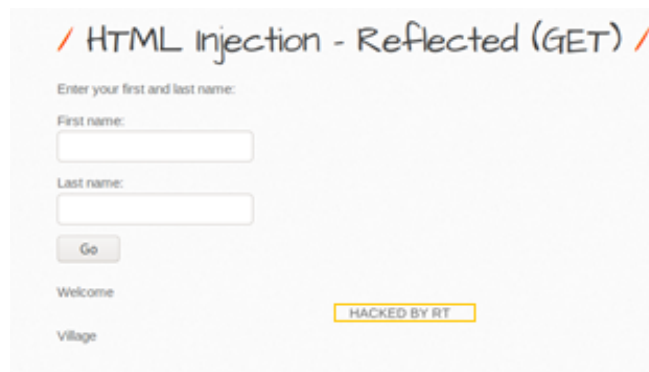 / HTML Injection - Reflected (GET) /
Enter your first and last name:
First name:
Last name:
Go
Welcome
HACKED BY RT
Village